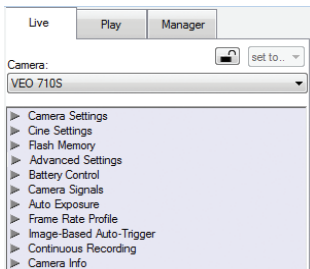 Live Play Manager
set to..
Camera:
VEO 710S
Camera Settings
Cine Settings
Flash Memory
Advanced Settings
Battery Control
Camera Signals
Auto Exposure
Frame Rate Profile
Image-Based Auto-Trigger
Continuous Recording
Camera Info